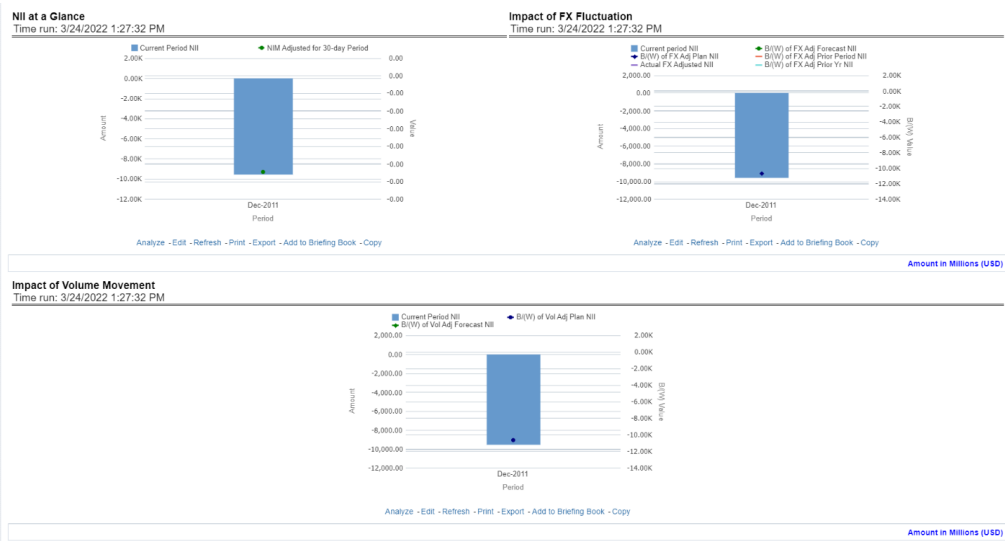 NII at a Glance
Time run: 3/24/2022 1:27:32 PM
Current Period NII
NIM Adjusted for 30-day Period
2.00K
0.00K
-2.00K
-4.00K
-6.00K
-8.00K
-10.00K
-12.00K
Amount
0.00
0.00
-0.00
-0.00
-0.00
-0.00
-0.00
-0.00
-0.00
Value
Dec-2011
Period
Analyze - Edit - Refresh - Print - Export - Add to Briefing Book - Copy
Impact of FX Fluctuation
Time run: 3/24/2022 1:27:32 PM
Current period NII
B/(W) of FX Adj Forecast NII
B/(W) of FX Adj Plan NII
B/(W) of FX Adj Prior Period NII
Actual FX Adjusted NII
B/(W) of FX Adj Prior Yr NII
2,000.00
0.00
-2,000.00
-4,000.00
-6,000.00
-8,000.00
-10,000.00
-12,000.00
Amount
2.00K
0.00K
-2.00K
-4.00K
-6.00K
-8.00K
-10.00K
-12.00K
-14.00K
B/(W) Value
Dec-2011
Period
Analyze - Edit - Refresh - Print - Export - Add to Briefing Book - Copy
Amount in Millions (USD)
Impact of Volume Movement
Time run: 3/24/2022 1:27:32 PM
Current Period NII
B/(W) of Vol Adj Plan NII
B/(W) of Vol Adj Forecast NII
2,000.00
0.00
-2,000.00
-4,000.00
-6,000.00
-8,000.00
-10,000.00
-12,000.00
Amount
2.00K
0.00K
-2.00K
-4.00K
-6.00K
-8.00K
-10.00K
-12.00K
-14.00K
B/(W) Value
Dec-2011
Period
Analyze - Edit - Refresh - Print - Export - Add to Briefing Book - Copy
Amount in Millions (USD)